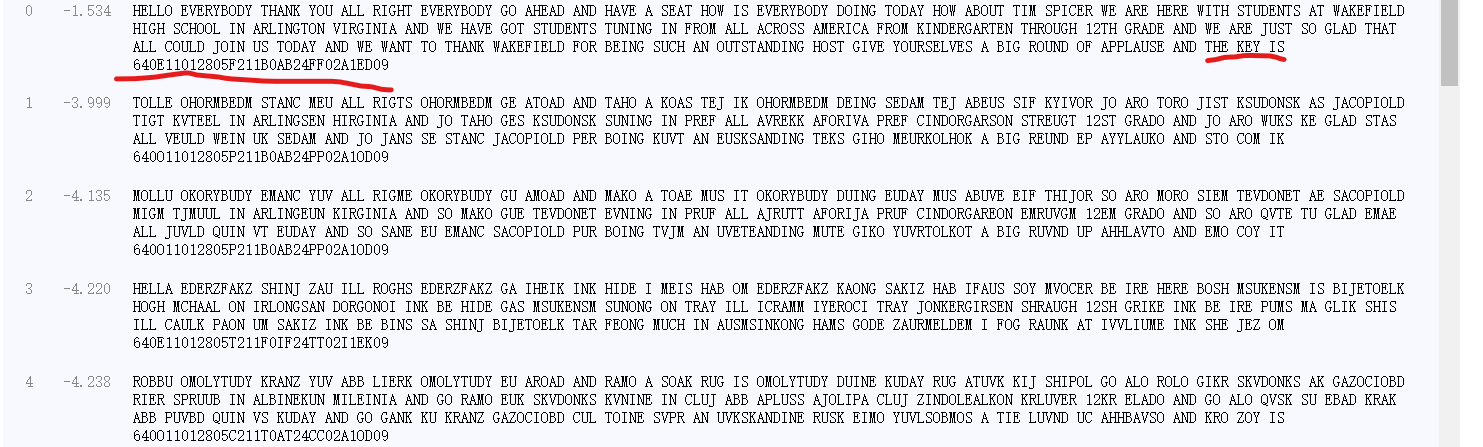 0 -1.534 HELLO EVERYBODY THANK YOU ALL RIGHT EVERYBODY GO AHEAD AND HAVE A SEAT HOW IS EVERYBODY DOING TODAY HOW ABOUT TIM SPICER WE ARE HERE WITH STUDENTS AT WAKEFIELD
HIGH SCHOOL IN ARLINGTON VIRGINIA AND WE HAVE GOT STUDENTS TUNING IN FROM ALL ACROSS AMERICA FROM KINDERGARTEN THROUGH 12TH GRADE AND WE ARE JUST SO GLAD THAT
ALL COULD JOIN US TODAY AND WE WANT TO THANK WAKEFIELD FOR BEING SUCH AN OUTSTANDING HOST GIVE YOURSELVES A BIG ROUND OF APPLAUSE AND THE KEY IS
640E11012805F211B0AB24FF02A1ED09
1 -3.999 TOLLE OHORMBEDM STANC MEU ALL RIGTS OHORMBEDM GE ATOAD AND TAHO A KOAS TEJ IK OHORMBEDM DEING SEDAM TEJ ABEUS SIF KYIVOR JO ARO TORO JIST KSUDONSK AS JACOPIOLD
TIGT KVTEEL IN ARLINGSEN HIRGINIA AND JO TAHO GES KSUDONSK SUNING IN PREF ALL AVREKK AFORIVA PREF CINDORGARSON STREUGT 12ST GRADO AND JO ARO WUKS KE GLAD STAS
ALL VEULD WEIN UK SEDAM AND JO JANS SE STANC JACOPIOLD PER BOING KUVT AN EUSKSANDING TEKS GIHO MEURKOLHOK A BIG REUND EP AYYLAUKO AND STO COM IK
640O11012805P211B0AB24PP02A1OD09
2 -4.135 MOLLU OKORYBUDY EMANC YUV ALL RIGME OKORYBUDY GU AMOAD AND MAKO A TOAE MUS IT OKORYBUDY DUING EUDAY MUS ABUVE EIF THIJOR SO ARO MORO SIEM TEVDONET AE SACOPIOLD
MIGM TJMUUL IN ARLINGEUN KIRGINIA AND SO MAKO GUE TEVDONET EVNING IN PRUF ALL AJRUTT AFORIJA PRUF CINDORGAREON EMRUVGM 12EM GRADO AND SO ARO QVTE TU GLAD EMAE
ALL JUVLD QUIN VT EUDAY AND SO SANE EU EMANC SACOPIOLD PUR BOING TVJM AN UVETEANDING MUTE GIKO YUVRTOLKOT A BIG RUVND UP AHHLAVTO AND EMO COY IT
640O11012805P211B0AB24PP02A1OD09
3 -4.220 HELLA EDERZFAKZ SHINJ ZAU ILL ROGHS EDERZFAKZ GA IHEIK INK HIDE I MEIS HAB OM EDERZFAKZ KAONG SAKIZ HAB IFAUS SOY MVOCER BE IRE HERE BOSH MSUKENSM IS BIJETOELK
HOGH MCHAAL ON IRLONGSAN DORGONOI INK BE HIDE GAS MSUKENSM SUNONG ON TRAY ILL ICRAMM IYEROCI TRAY JONKERGIRSEN SHRAUGH 12SH GRIKE INK BE IRE PUMS MA GLIK SHIS
ILL CAULK PAON UM SAKIZ INK BE BINS SA SHINJ BIJETOELK TAR FEONG MUCH IN AUSMSINKONG HAMS GODE ZAURMELDEM I FOG RAUNK AT IVVLIUME INK SHE JEZ OM
640E11012805T211F0IF24TT02I1EK09
4 -4.238 ROBBU OMOLYTUDY KRANZ YUV ABB LIERK OMOLYTUDY EU AROAD AND RAMO A SOAK RUG IS OMOLYTUDY DUINE KUDAY RUG ATUVK KIJ SHIPOL GO ALO ROLO GIKR SKVDONKS AK GAZOCIOBD
RIER SPRUUB IN ALBINEKUN MILEINIA AND GO RAMO EUK SKVDONKS KVNINE IN CLUJ ABB APLUSS AJOLIPA CLUJ ZINDOLEALKON KRLUVER 12KR ELADO AND GO ALO QVSK SU EBAD KRAK
ABB PUVBD QUIN VS KUDAY AND GO GANK KU KRANZ GAZOCIOBD CUL TOINE SVPR AN UVKSKANDINE RUSK EIMO YUVLSOBMOS A TIE LUVND UC AHHBAVSO AND KRO ZOY IS
640O11012805C211T0AT24CC02A1OD09